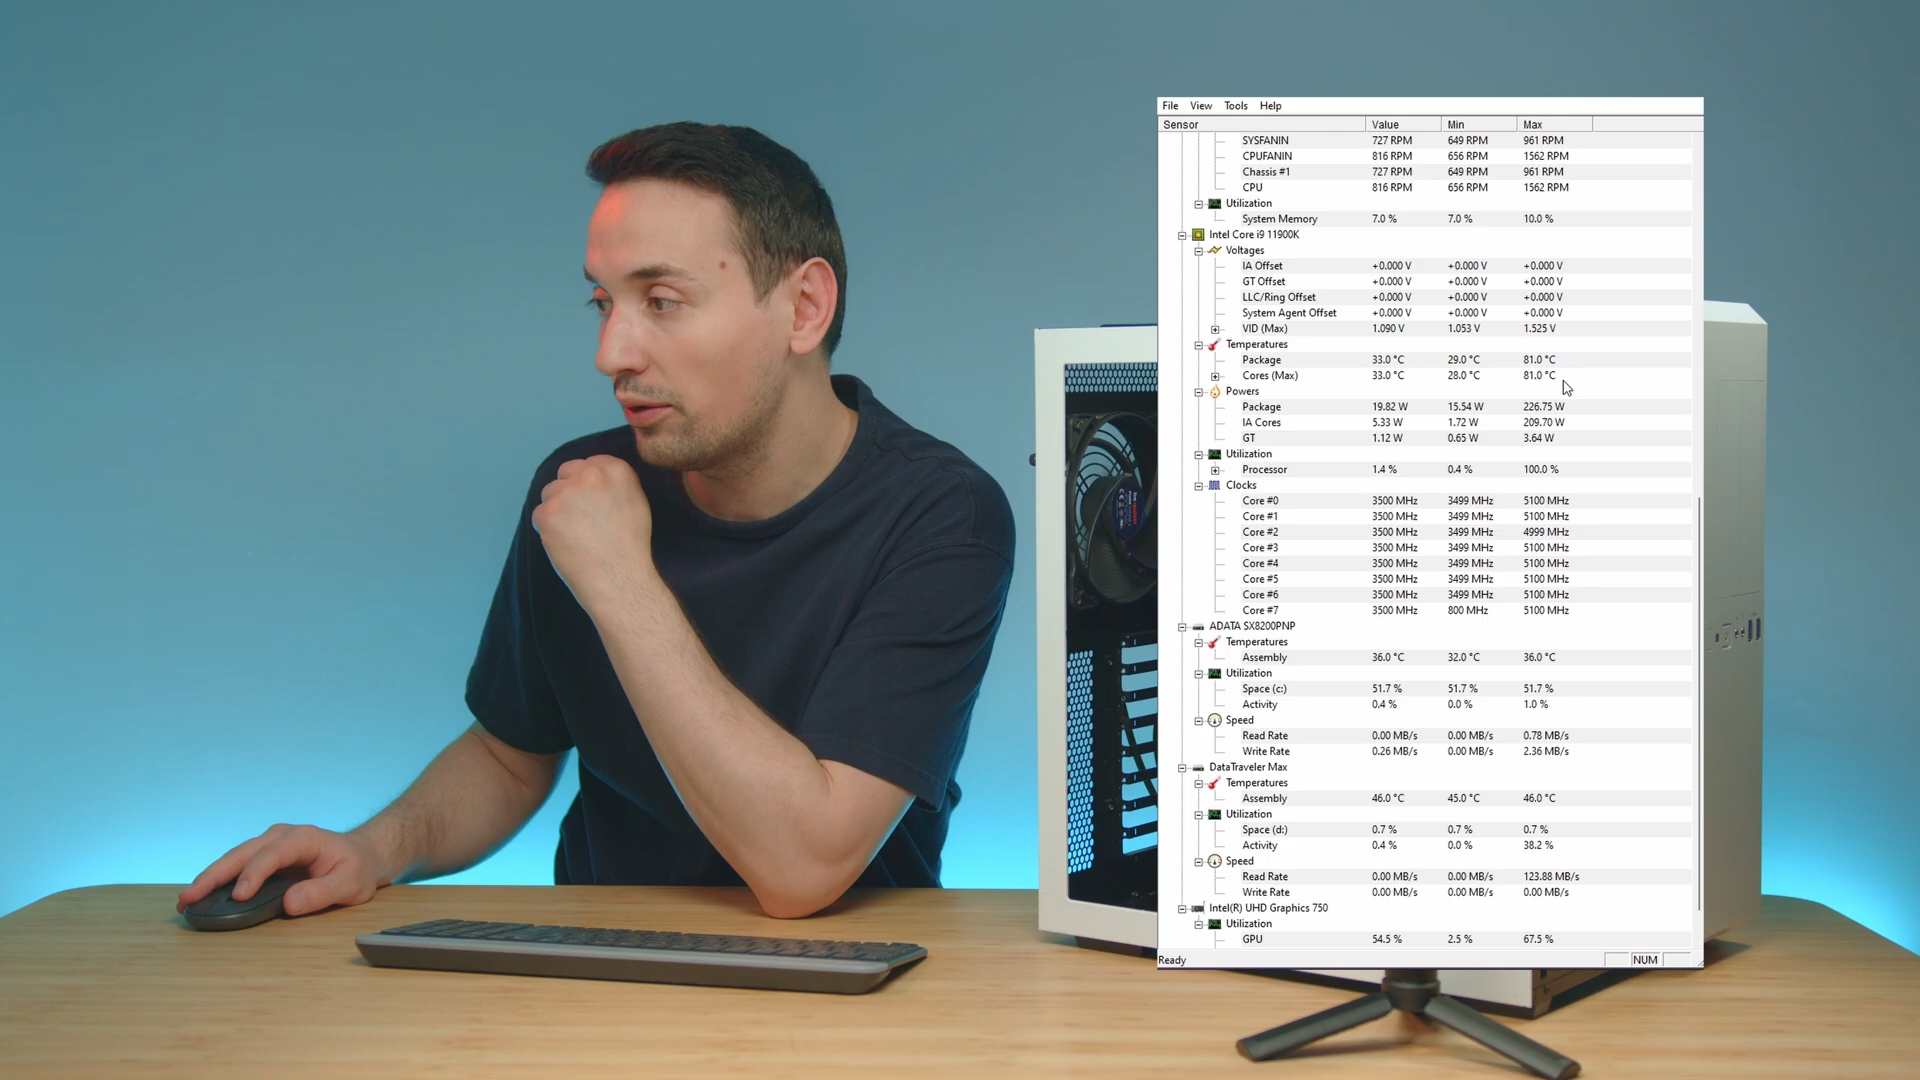 File View Tools Help
Sensor Value Min Max
SYSFANIN 727 RPM 649 RPM 961 RPM
CPUFANIN 816 RPM 656 RPM 1562 RPM
Chassis #1 727 RPM 649 RPM 961 RPM
CPU 816 RPM 656 RPM 1562 RPM
Utilization
System Memory 7.0 % 7.0 % 10.0 %
Intel Core i9 11900K
Voltages
IA Offset +0.000 V +0.000 V +0.000 V
GT Offset +0.000 V +0.000 V +0.000 V
LLC/Ring Offset +0.000 V +0.000 V +0.000 V
System Agent Offset +0.000 V +0.000 V +0.000 V
VID (Max) 1.090 V 1.053 V 1.525 V
Temperatures
Package 33.0 °C 29.0 °C 81.0 °C
Cores (Max) 33.0 °C 28.0 °C 81.0 °C
Powers
Package 19.82 W 15.54 W 226.75 W
IA Cores 5.33 W 1.72 W 209.70 W
GT 1.12 W 0.65 W 3.64 W
Utilization
Processor 1.4 % 0.4 % 100.0 %
Clocks
Core #0 3500 MHz 3499 MHz 5100 MHz
Core #1 3500 MHz 3499 MHz 5100 MHz
Core #2 3500 MHz 3499 MHz 4999 MHz
Core #3 3500 MHz 3499 MHz 5100 MHz
Core #4 3500 MHz 3499 MHz 5100 MHz
Core #5 3500 MHz 3499 MHz 5100 MHz
Core #6 3500 MHz 3499 MHz 5100 MHz
Core #7 3500 MHz 800 MHz 5100 MHz
ADATA SX8200PNP
Temperatures
Assembly 36.0 °C 32.0 °C 36.0 °C
Utilization
Space (c:) 51.7 % 51.7 % 51.7 %
Activity 0.4 % 0.0 % 1.0 %
Speed
Read Rate 0.00 MB/s 0.00 MB/s 0.78 MB/s
Write Rate 0.26 MB/s 0.00 MB/s 2.36 MB/s
DataTraveler Max
Temperatures
Assembly 46.0 °C 45.0 °C 46.0 °C
Utilization
Space (d:) 0.7 % 0.7 % 0.7 %
Activity 0.4 % 0.0 % 38.2 %
Speed
Read Rate 0.00 MB/s 0.00 MB/s 123.88 MB/s
Write Rate 0.00 MB/s 0.00 MB/s 0.00 MB/s
Intel(R) UHD Graphics 750
Utilization
GPU 54.5 % 2.5 % 67.5 %
Ready NUM